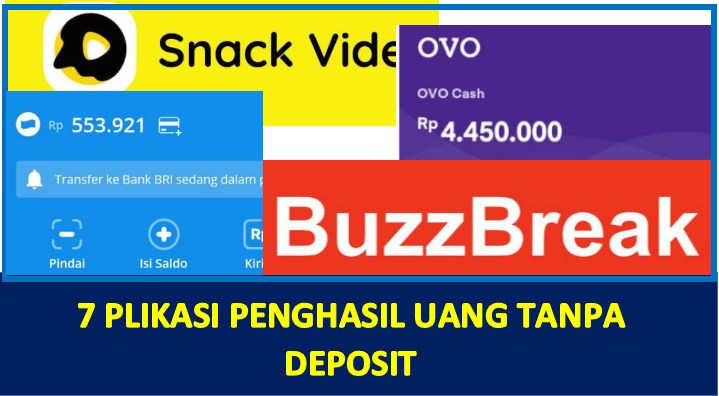 Snack Vide
OVO
OVO Cash
Rp 4.450.000
Rp 553.921
Transfer ke Bank BRI sedang dalam
Pindai
Isi Saldo
Kiri
Rp
BuzzBreak
7 PLIKASI PENGHASIL UANG TANPA
DEPOSIT